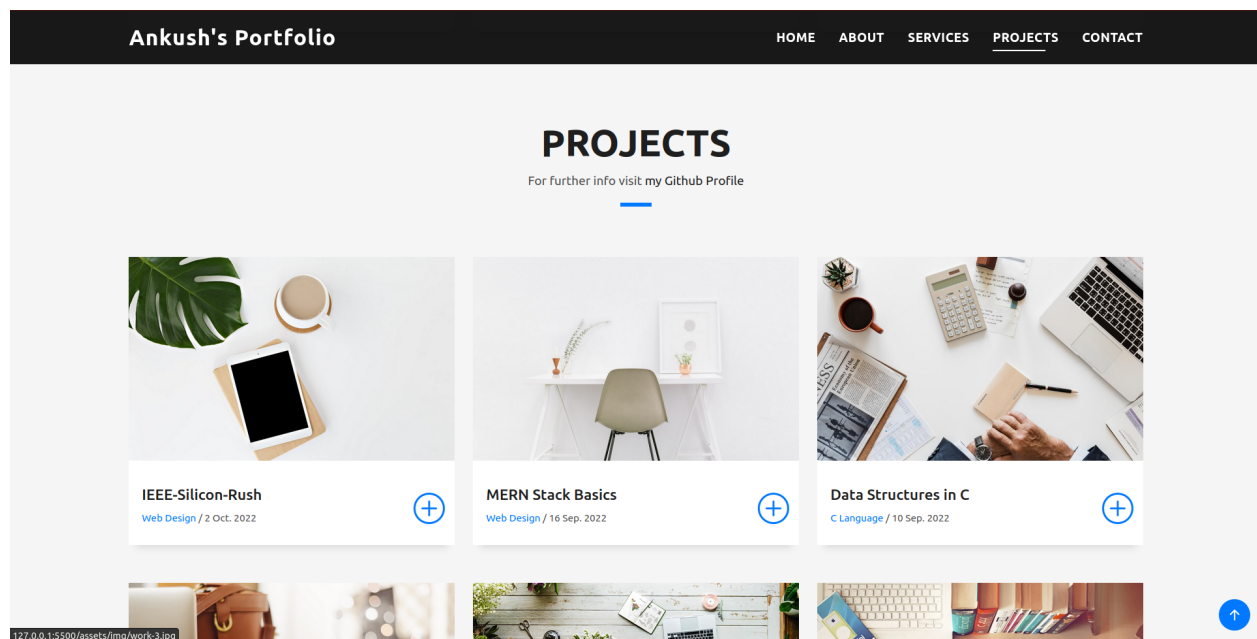 Ankush's Portfolio
HOME ABOUT SERVICES PROJECTS CONTACT
PROJECTS
For further info visit my Github Profile
IEEE-Silicon-Rush
Web Design / 2 Oct. 2022
MERN Stack Basics
Web Design / 16 Sep. 2022
Data Structures in C
C Language / 10 Sep. 2022
127.0.0.1:5500/assets/img/work-3.jpg